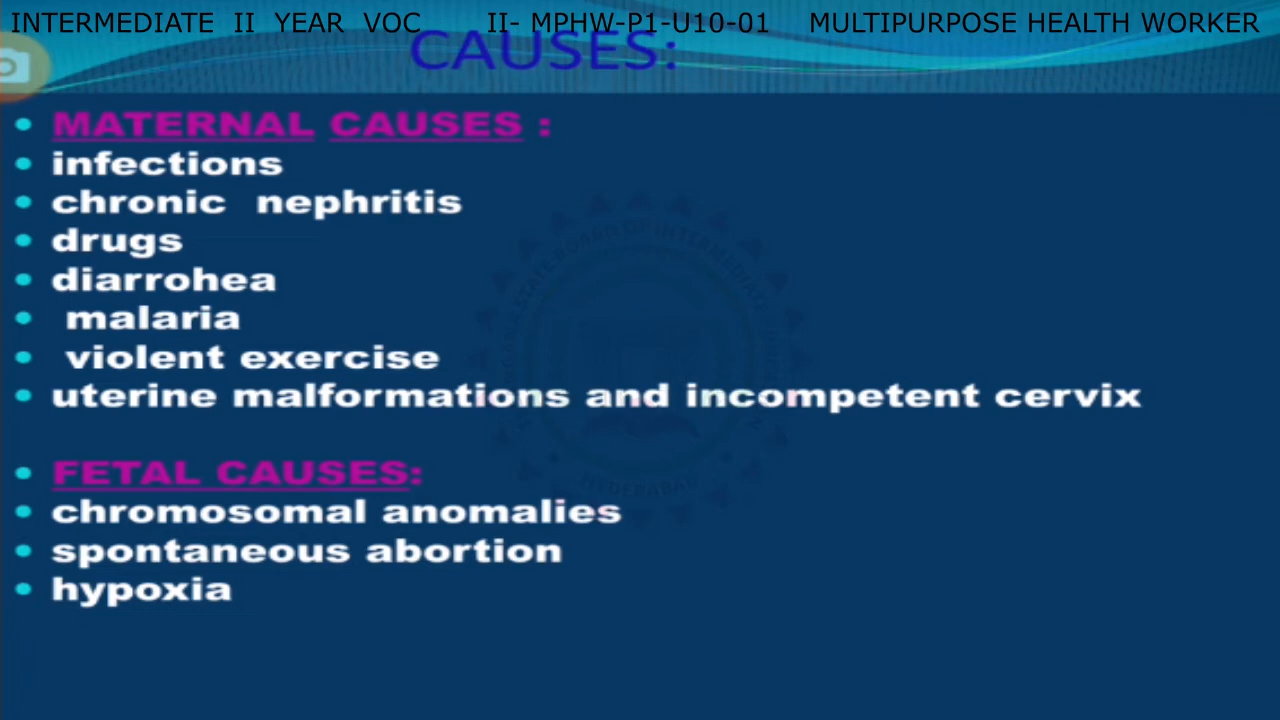 INTERMEDIATE II YEAR VOC II- MPHW-P1-U10-01 MULTIPURPOSE HEALTH WORKER
CAUSES:
• MATERNAL CAUSES :
• infections
• chronic nephritis
• drugs
• diarrohea
• malaria
• violent exercise
• uterine malformations and incompetent cervix
• FETAL CAUSES:
• chromosomal anomalies
• spontaneous abortion
• hypoxia
HYDERABAD